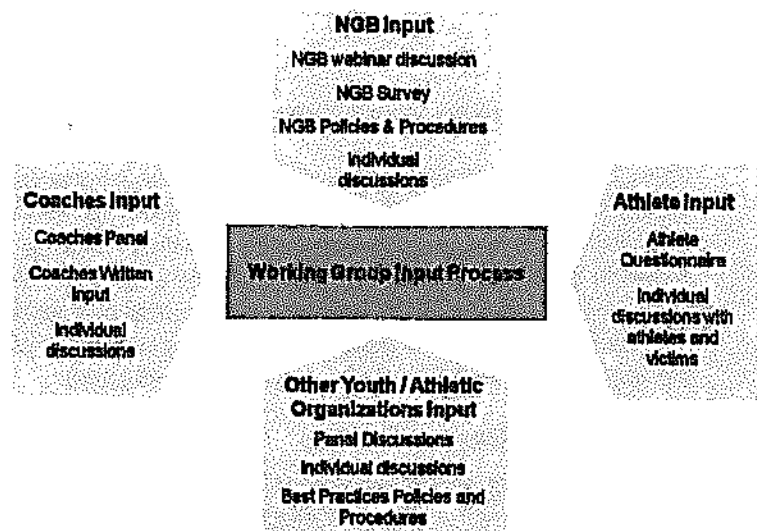 NGB Input
NGB webinar discussion
NGB Survey
NGB Policies & Procedures
Individual
discussions
Coaches Input
Coaches Panel
Coaches Written
Input
Individual
discussions
Working Group Input Process
Athlete Input
Athlete
Questionnaire
Individual
discussions with
athletes and
victims
Other Youth / Athletic
Organizations Input
Panel Discussions
Individual discussions
Best Practices Policies and
Procedures